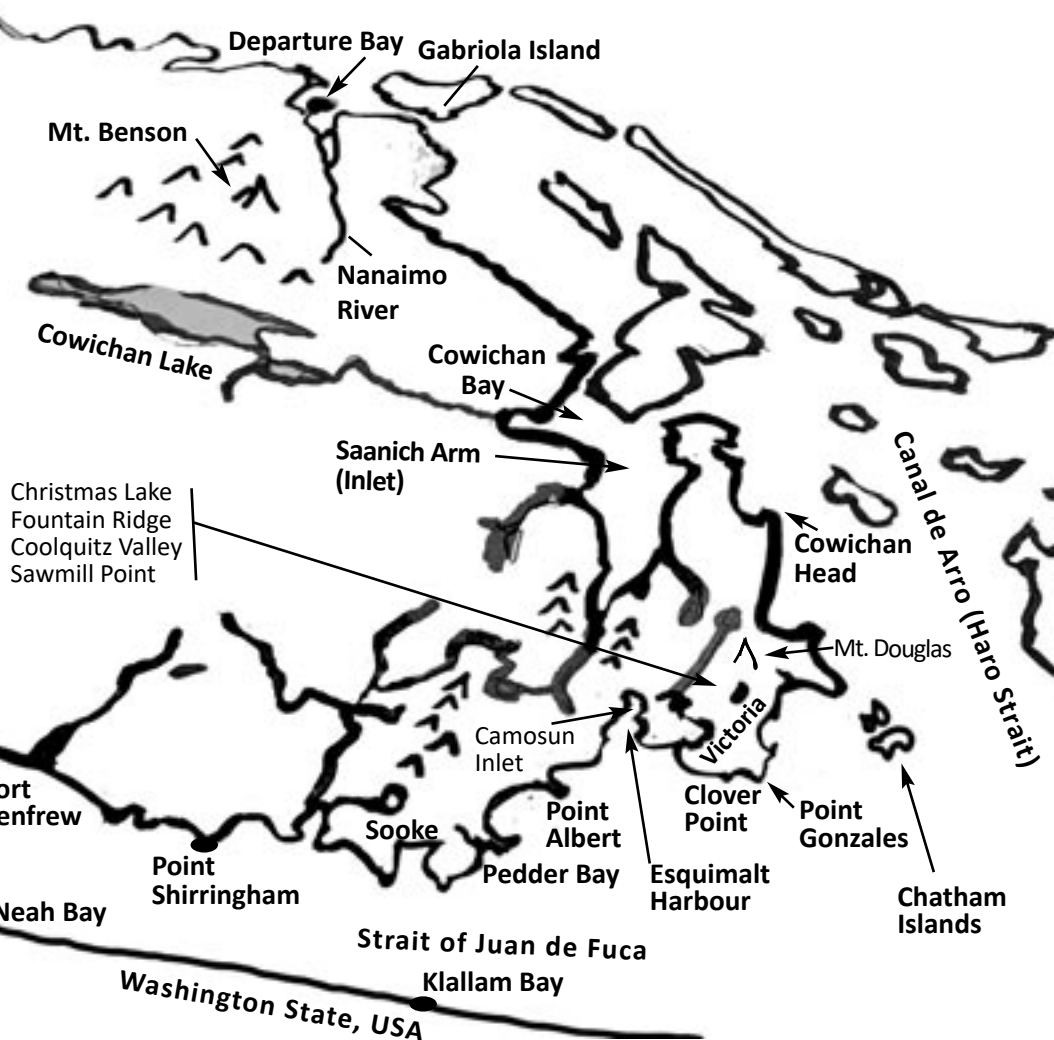 Departure Bay
Gabriola Island
Mt. Benson
Nanaimo
River
Cowichan Lake
Cowichan
Bay
Saanich Arm
(Inlet)
Canal de Arro (Haro Strait)
Christmas Lake
Fountain Ridge
Coolquitz Valley
Sawmill Point
Cowichan
Head
Mt. Douglas
Victoria
Camosun
Inlet
ort
enfrew
Sooke
Point
Albert
Clover
Point
Point
Gonzales
Point
Shirringham
Pedder Bay
Esquimalt
Harbour
Chatham
Islands
Neah Bay
Strait of Juan de Fuca
Klallam Bay
Washington State, USA